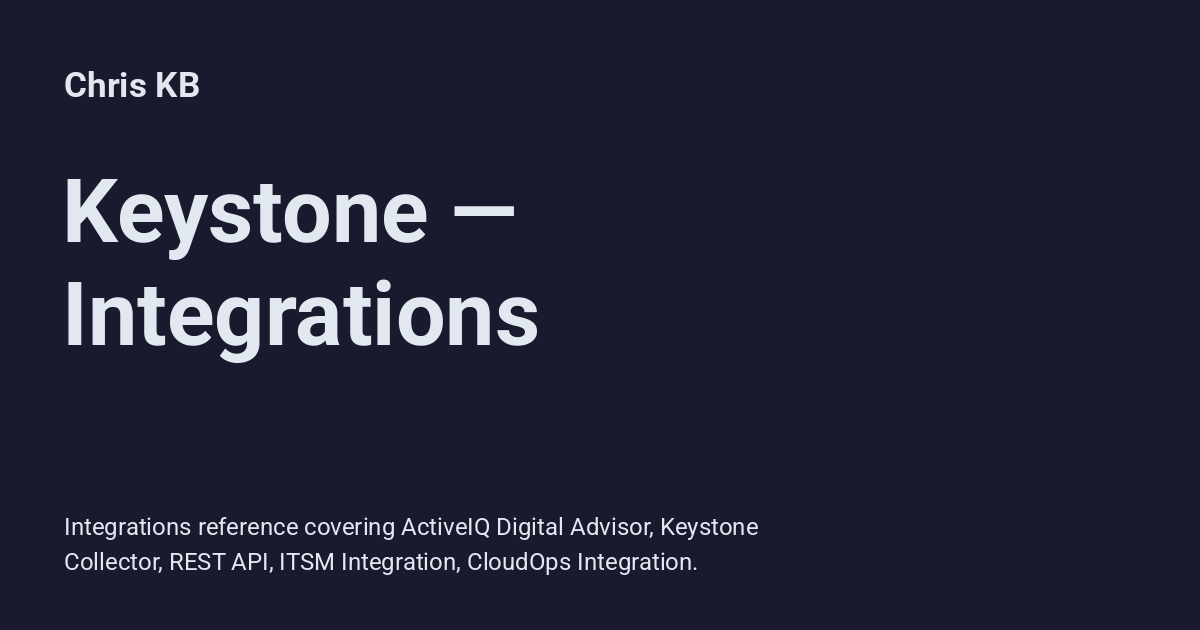 Chris KB
Keystone —
Integrations
Integrations reference covering ActiveIQ Digital Advisor, Keystone
Collector, REST API, ITSM Integration, CloudOps Integration.